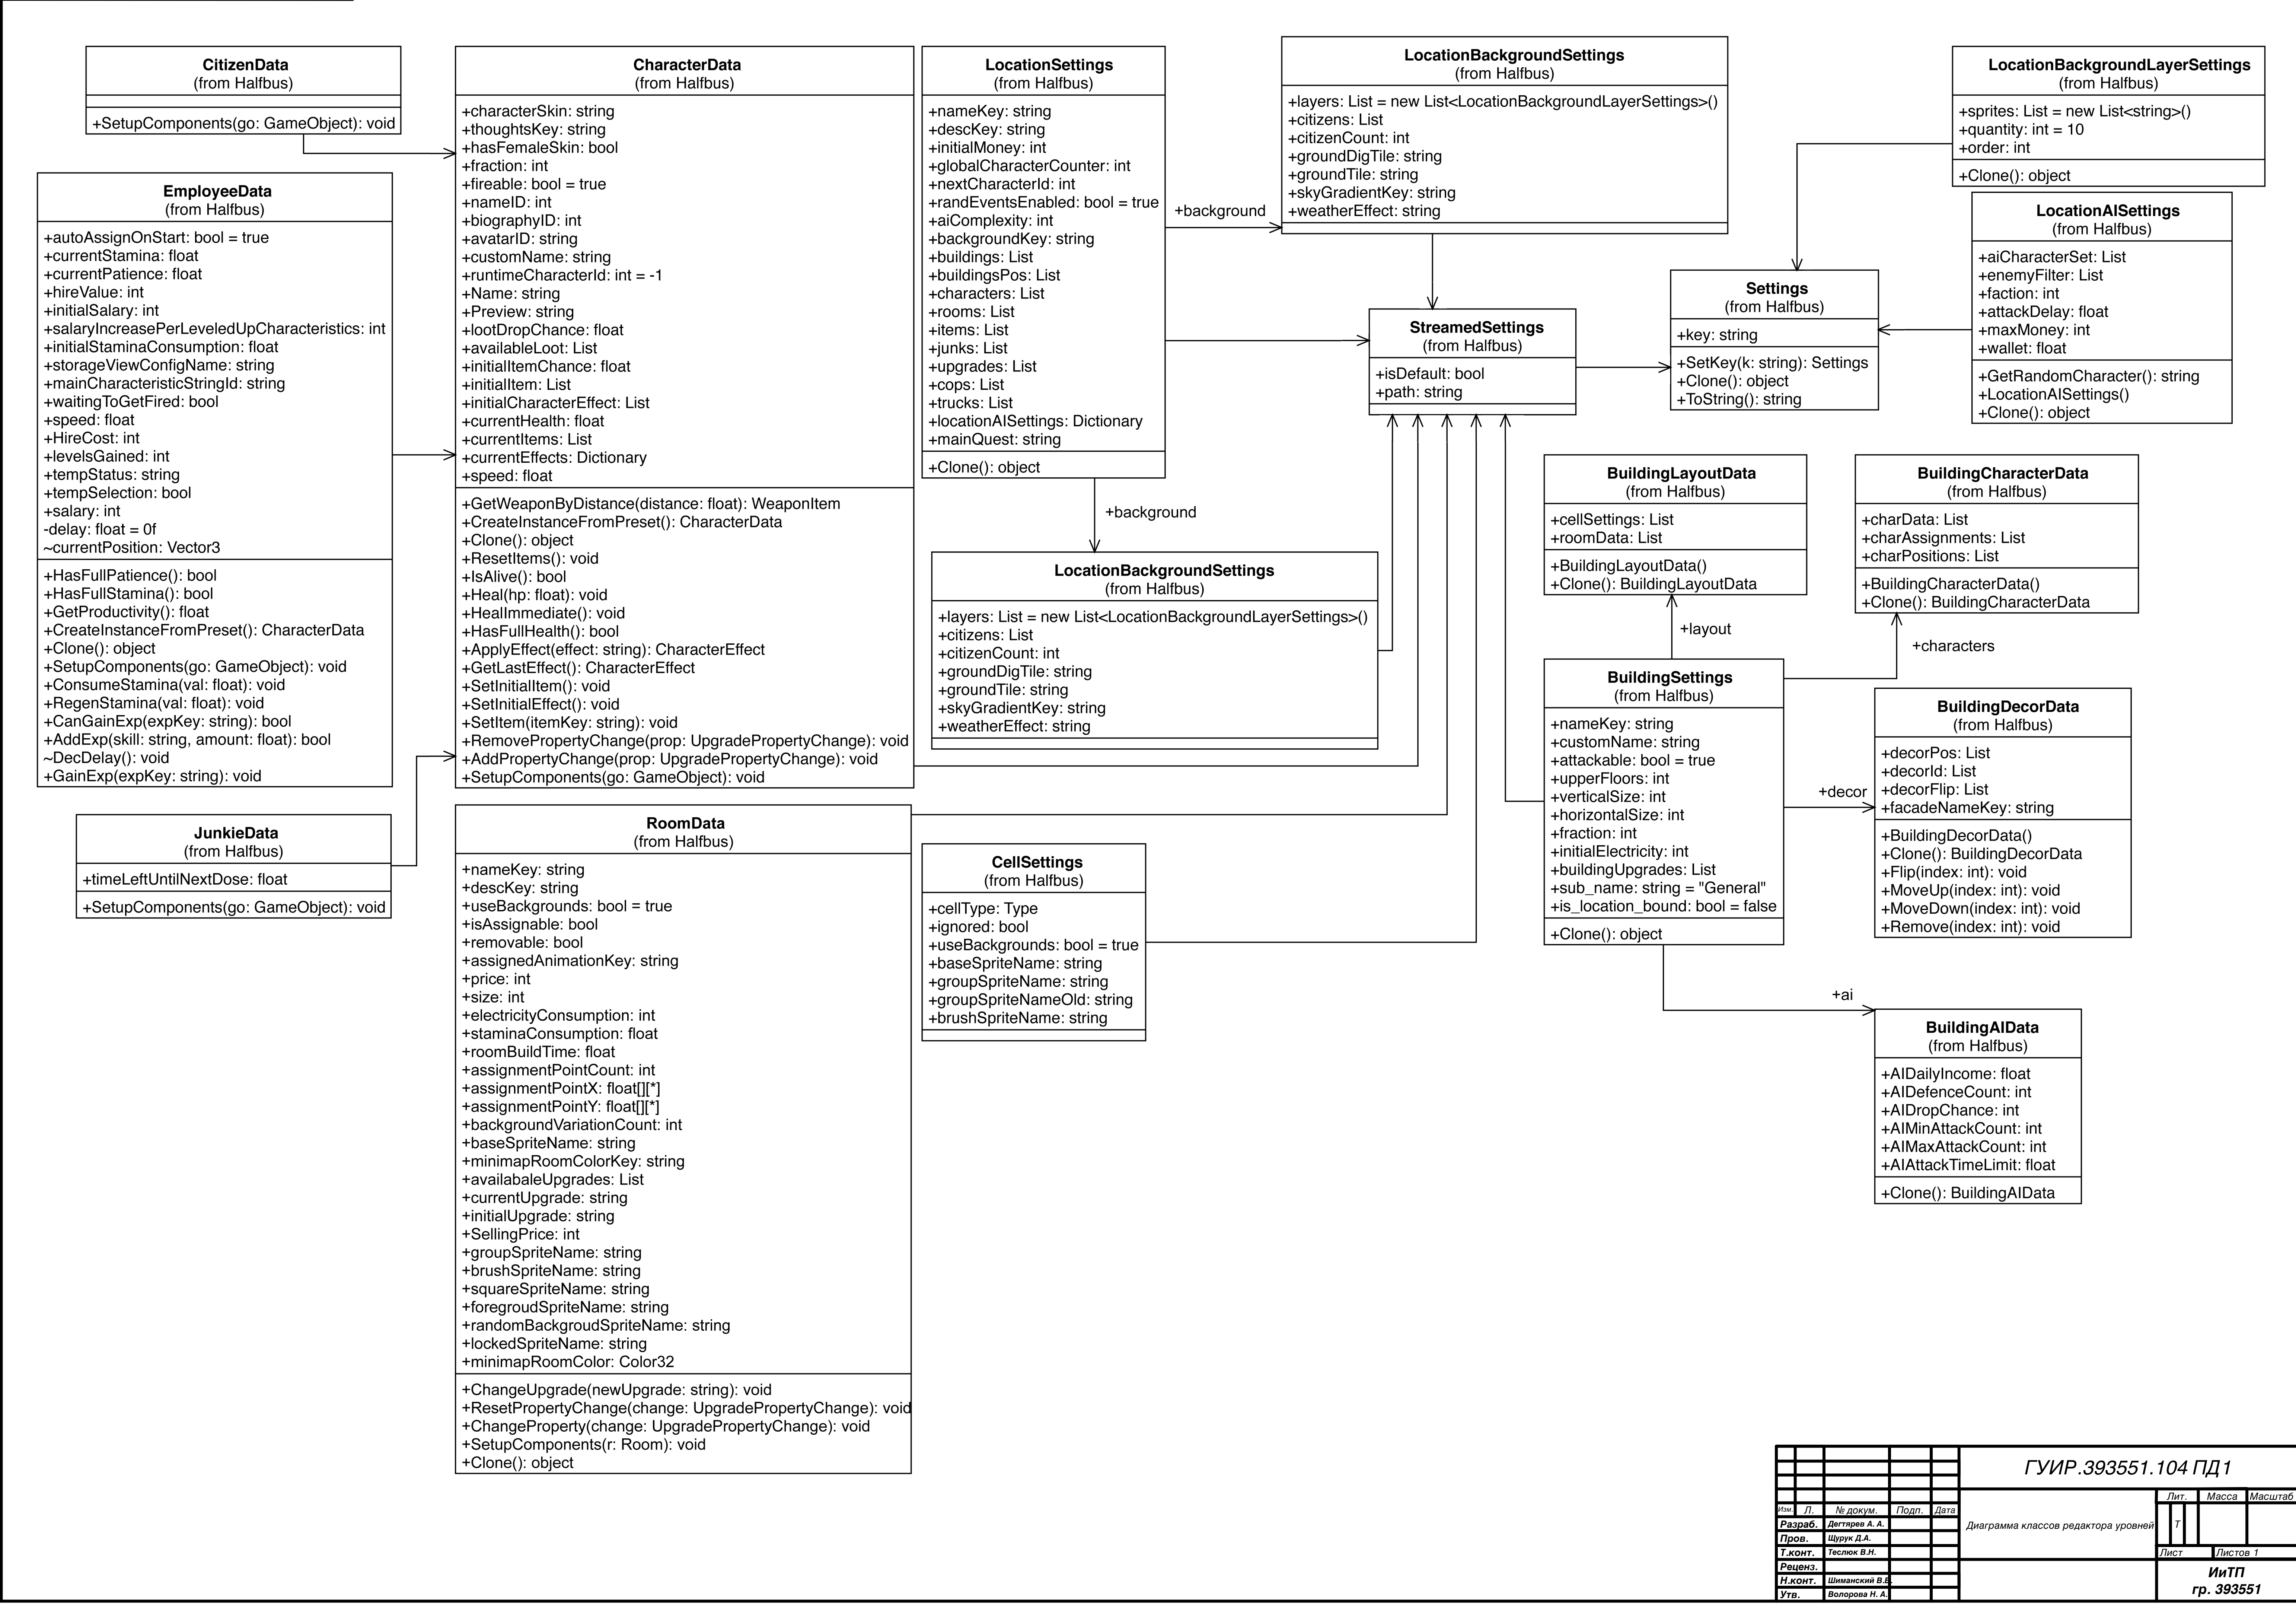 CitizenData
(from Halfbus)
+SetupComponents(go: GameObject): void
EmployeeData
(from Halfbus)
+autoAssignOnStart: bool = true
+currentStamina: float
+currentPatience: float
+hireValue: int
+initialSalary: int
+salaryIncreasePerLeveledUpCharacteristics: int
+initialStaminaConsumption: float
+storageViewConfigName: string
+mainCharacteristicStringId: string
+waitingToGetFired: bool
+speed: float
+HireCost: int
+levelsGained: int
+tempStatus: string
+tempSelection: bool
+salary: int
-delay: float = 0f
~currentPosition: Vector3
+HasFullPatience(): bool
+HasFullStamina(): bool
+GetProductivity(): float
+CreateInstanceFromPreset(): CharacterData
+Clone(): object
+SetupComponents(go: GameObject): void
+ConsumeStamina(val: float): void
+RegenStamina(val: float): void
+CanGainExp(expKey: string): bool
+AddExp(skill: string, amount: float): bool
~DecDelay(): void
+GainExp(expKey: string): void
JunkieData
(from Halfbus)
+timeLeftUntilNextDose: float
+SetupComponents(go: GameObject): void
CharacterData
(from Halfbus)
+characterSkin: string
+thoughtsKey: string
+hasFemaleSkin: bool
+fraction: int
+fireable: bool = true
+nameID: int
+biographyID: int
+avatarID: string
+customName: string
+runtimeCharacterId: int = -1
+Name: string
+Preview: string
+lootDropChance: float
+availableLoot: List
+initialItemChance: float
+initialItem: List
+initialCharacterEffect: List
+currentHealth: float
+currentItems: List
+currentEffects: Dictionary
+speed: float
+GetWeaponByDistance(distance: float): WeaponItem
+CreateInstanceFromPreset(): CharacterData
+Clone(): object
+ResetItems(): void
+IsAlive(): bool
+Heal(hp: float): void
+HealImmediate(): void
+HasFullHealth(): bool
+ApplyEffect(effect: string): CharacterEffect
+GetLastEffect(): CharacterEffect
+SetInitialItem(): void
+SetInitialEffect(): void
+SetItem(itemKey: string): void
+RemovePropertyChange(prop: UpgradePropertyChange): void
+AddPropertyChange(prop: UpgradePropertyChange): void
+SetupComponents(go: GameObject): void
RoomData
(from Halfbus)
+nameKey: string
+descKey: string
+useBackgrounds: bool = true
+isAssignable: bool
+removable: bool
+assignedAnimationKey: string
+price: int
+size: int
+electricityConsumption: int
+staminaConsumption: float
+roomBuildTime: float
+assignmentPointCount: int
+assignmentPointX: float[][*]
+assignmentPointY: float[][*]
+backgroundVariationCount: int
+baseSpriteName: string
+minimapRoomColorKey: string
+availabaleUpgrades: List
+currentUpgrade: string
+initialUpgrade: string
+SellingPrice: int
+groupSpriteName: string
+brushSpriteName: string
+squareSpriteName: string
+foregroudSpriteName: string
+randomBackgroudSpriteName: string
+lockedSpriteName: string
+minimapRoomColor: Color32
+ChangeUpgrade(newUpgrade: string): void
+ResetPropertyChange(change: UpgradePropertyChange): void
+ChangeProperty(change: UpgradePropertyChange): void
+SetupComponents(r: Room): void
+Clone(): object
LocationSettings
(from Halfbus)
+nameKey: string
+descKey: string
+initialMoney: int
+globalCharacterCounter: int
+nextCharacterId: int
+randEventsEnabled: bool = true
+aiComplexity: int
+backgroundKey: string
+buildings: List
+buildingsPos: List
+characters: List
+rooms: List
+items: List
+junks: List
+upgrades: List
+cops: List
+trucks: List
+locationAISettings: Dictionary
+mainQuest: string
+Clone(): object
+background
+background
LocationBackgroundSettings
(from Halfbus)
+layers: List = new List<LocationBackgroundLayerSettings>()
+citizens: List
+citizenCount: int
+groundDigTile: string
+groundTile: string
+skyGradientKey: string
+weatherEffect: string
CellSettings
(from Halfbus)
+cellType: Type
+ignored: bool
+useBackgrounds: bool = true
+baseSpriteName: string
+groupSpriteName: string
+groupSpriteNameOld: string
+brushSpriteName: string
LocationBackgroundSettings
(from Halfbus)
+layers: List = new List<LocationBackgroundLayerSettings>()
+citizens: List
+citizenCount: int
+groundDigTile: string
+groundTile: string
+skyGradientKey: string
+weatherEffect: string
StreamedSettings
(from Halfbus)
+isDefault: bool
+path: string
Settings
(from Halfbus)
+key: string
+SetKey(k: string): Settings
+Clone(): object
+ToString(): string
LocationBackgroundLayerSettings
(from Halfbus)
+sprites: List = new List<string>()
+quantity: int = 10
+order: int
+Clone(): object
LocationAISettings
(from Halfbus)
+aiCharacterSet: List
+enemyFilter: List
+faction: int
+attackDelay: float
+maxMoney: int
+wallet: float
+GetRandomCharacter(): string
+LocationAISettings()
+Clone(): object
BuildingLayoutData
(from Halfbus)
+cellSettings: List
+roomData: List
+BuildingLayoutData()
+Clone(): BuildingLayoutData
+layout
BuildingCharacterData
(from Halfbus)
+charData: List
+charAssignments: List
+charPositions: List
+BuildingCharacterData()
+Clone(): BuildingCharacterData
+characters
BuildingSettings
(from Halfbus)
+nameKey: string
+customName: string
+attackable: bool = true
+upperFloors: int
+verticalSize: int
+horizontalSize: int
+fraction: int
+initialElectricity: int
+buildingUpgrades: List
+sub_name: string = "General"
+is_location_bound: bool = false
+Clone(): object
+decor
BuildingDecorData
(from Halfbus)
+decorPos: List
+decorId: List
+decorFlip: List
+facadeNameKey: string
+BuildingDecorData()
+Clone(): BuildingDecorData
+Flip(index: int): void
+MoveUp(index: int): void
+MoveDown(index: int): void
+Remove(index: int): void
+ai
BuildingAIData
(from Halfbus)
+AIDailyIncome: float
+AIDefenceCount: int
+AIDropChance: int
+AIMinAttackCount: int
+AIMaxAttackCount: int
+AIAttackTimeLimit: float
+Clone(): BuildingAIData
ГУИР.393551.104 ПД1
Лит. Масса Масштаб
Изм. Л. № докум. Подп. Дата
Разраб. Дегтярев А. А.
Диаграмма классов редактора уровней Т
Пров. Щурук Д.А.
Т.конт. Теслюк В.Н.
Лист Листов 1
Реценз.
Н.конт. Шиманский В.В.
Утв. Волорова Н. А.
ИиТП
гр. 393551